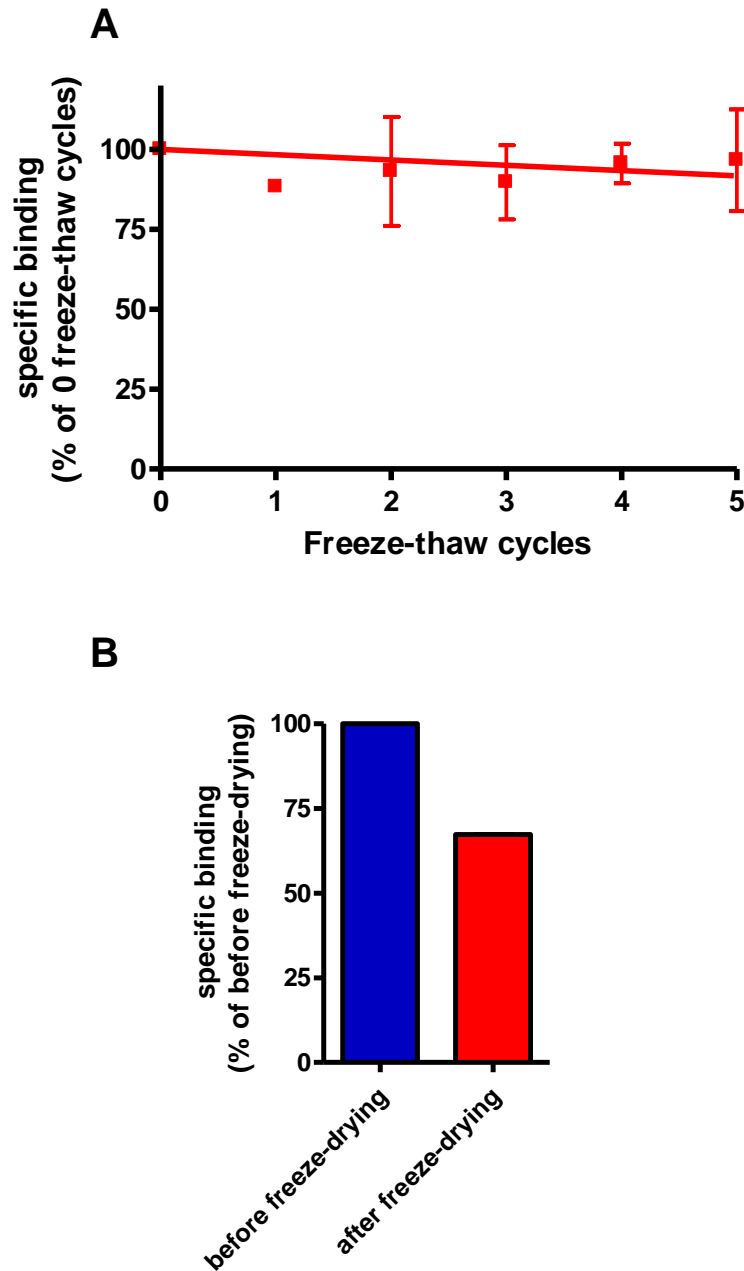 A
specific binding
(% of 0 freeze-thaw cycles)
100
75
50
25
0
0 1 2 3 4 5
Freeze-thaw cycles
B
specific binding
(% of before freeze-drying)
100
75
50
25
0
before freeze-drying
after freeze-drying